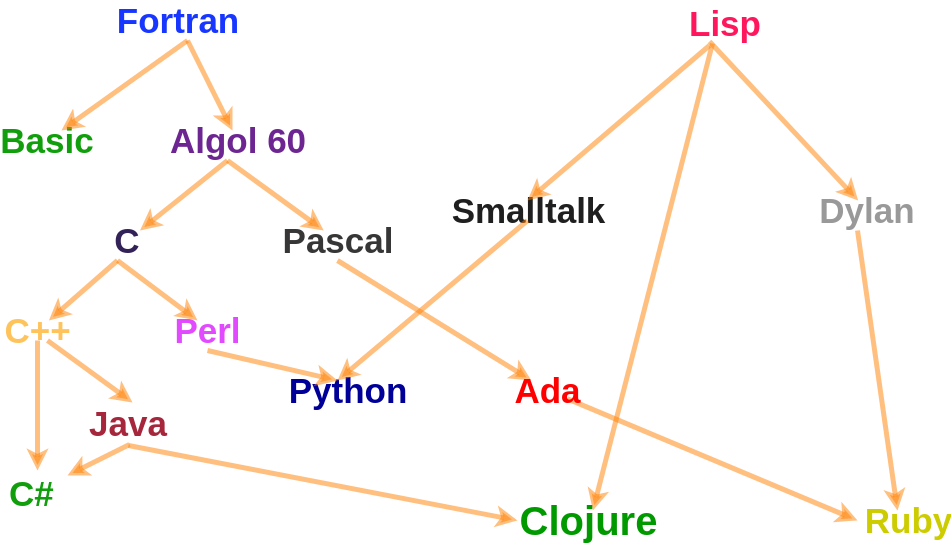 Fortran
Lisp
Basic
Algol 60
Smalltalk
Dylan
C
Pascal
C++
Perl
Python
Ada
Java
C#
Clojure
Ruby